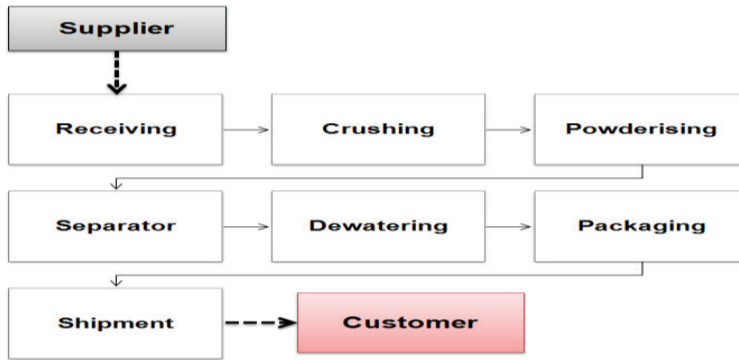 Supplier
Receiving
Crushing
Powderising
Separator
Dewatering
Packaging
Shipment
Customer